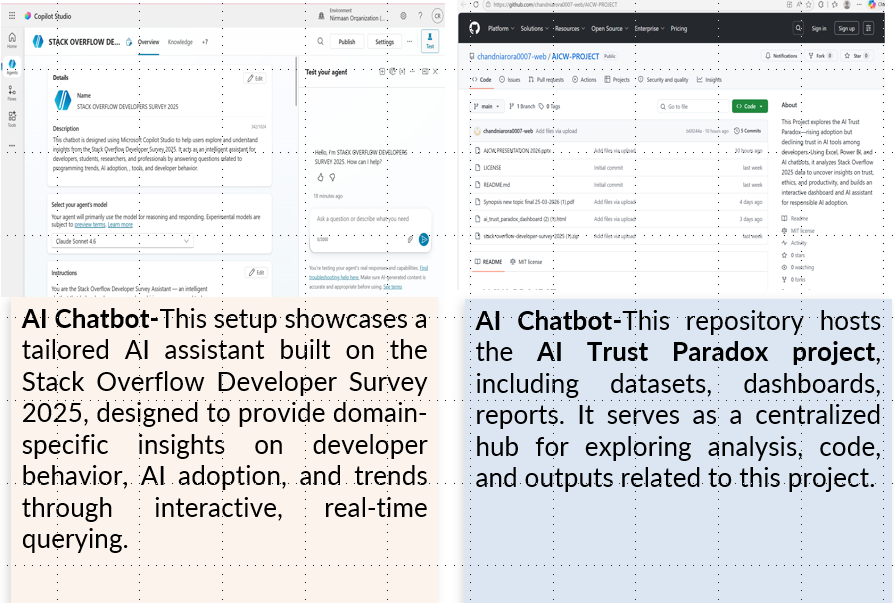 Copilot Studio
Environment
Nirmaan Orqanization (...
CR
Home
Agents
Flows
Tools
STACK OVERFLOW DE...
Overview
Knowledge
+7
Publish
Settings
Test
Details
Edit
Name
STACK OVERFLOW DEVELOPERS SURVEY 2025
Description
This chatbot is designed using Microsoft Copilot Studio to help users explore and understand
insights from the Stack Overflow Developer Survey 2025. It acts as an intelligent assistant for
developers, students, researchers, and professionals by answering questions related to
programming trends, AI adoption, , tools, and developer behavior.
Select your agent's model
Your agent will primarily use the model for reasoning and responding. Experimental models are
subject to preview terms. Learn more
Claude Sonnet 4.6
Instructions
Edit
You are the Stack Overflow Developer Survey Assistant — an intelligent
Test your agent
Hello, I'm STACK OVERFLOW DEVELOPERS
SURVEY 2025. How can I help?
19 minutes ago
Ask a question or describe what you need
You're testing your agent's real responses and capabilities. Find
troubleshooting help here. Make sure AI-generated content is
accurate and appropriate before using. See terms
AI Chatbot-This setup showcases a
tailored AI assistant built on the
Stack Overflow Developer Survey
2025, designed to provide domain-
specific insights on developer
behavior, AI adoption, and trends
through interactive, real-time
querying.
https://github.com/chandniarora0007-web/AICW-PROJECT
Platform
Solutions
Resources
Open Source
Enterprise
Pricing
Sign in
Sign up
chandniarora0007-web / AICW-PROJECT
Public
Notifications
Fork 0
Star 0
Code
Issues
Pull requests
Actions
Projects
Security and quality
Insights
main
1 Branch
0 Tags
Go to file
Code
chandniarora0007-web Add files via upload
10 hours ago
5 Commits
AICW PRESENTATION 2026.pptx Add files via upload 10 hours ago
LICENSE Initial commit last week
README.md Initial commit last week
Synopsis new topic final 25-03-2026 (1).pdf Add files via upload 4 days ago
ai_trust_paradox_dashboard (2) (1).html Add files via upload 3 days ago
stack-overflow-developer-survey-2025 (1).zip Add files via upload last week
README
MIT license
About
This Project explores the AI Trust
Paradox—rising adoption but
declining trust in AI tools among
developers. Using Excel, Power BI, and
AI chatbots, it analyzes Stack Overflow
2025 to uncover insights on trust,
ethics, and productivity, and builds an
interactive dashboard and AI assistant
for responsible AI adoption.
Readme
MIT license
Activity
0 stars
0 watching
0 forks
AI Chatbot-This repository hosts
the AI Trust Paradox project,
including datasets, dashboards,
reports. It serves as a centralized
hub for exploring analysis, code,
and outputs related to this project.